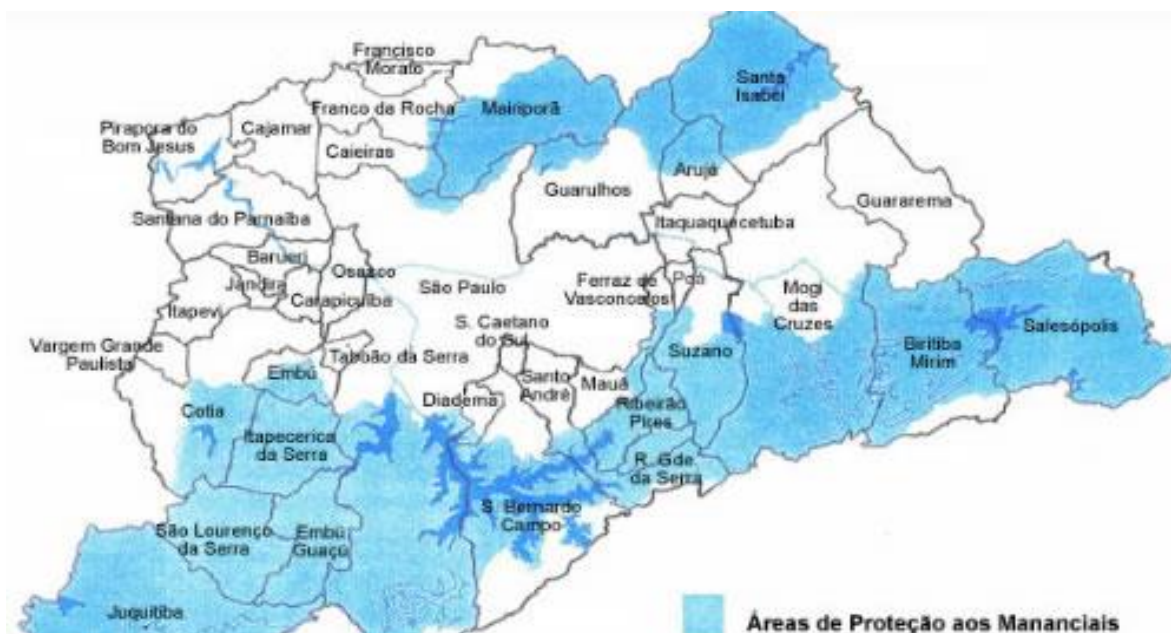 Francisco
Morato
Santa
Isabel
Mairiporã
Franco da Rocha
Cajamar
Pirapora do
Bom Jesus
Caieiras
Arujá
Guarulhos
Guararema
Santana do Parnaíba
Itaquaquecetuba
Barueri
Osasco
Jandira
São Paulo
Ferraz de
Vasconcelos
Poá
Carapicuíba
Mogi
das
Cruzes
Itapevi
S. Caetano
do Sul
Salesópolis
Vargem Grande
Paulista
Taboão da Serra
Suzano
Biritiba
Mirim
Embú
Santo
André
Mauá
Diadema
Cotia
Ribeirão
Pires
Itapecerica
da Serra
R. Gde.
da Serra
S. Bernardo
Campo
São Lourenço
da Serra
Embú
Guaçú
Juquitiba
Áreas de Proteção aos Mananciais